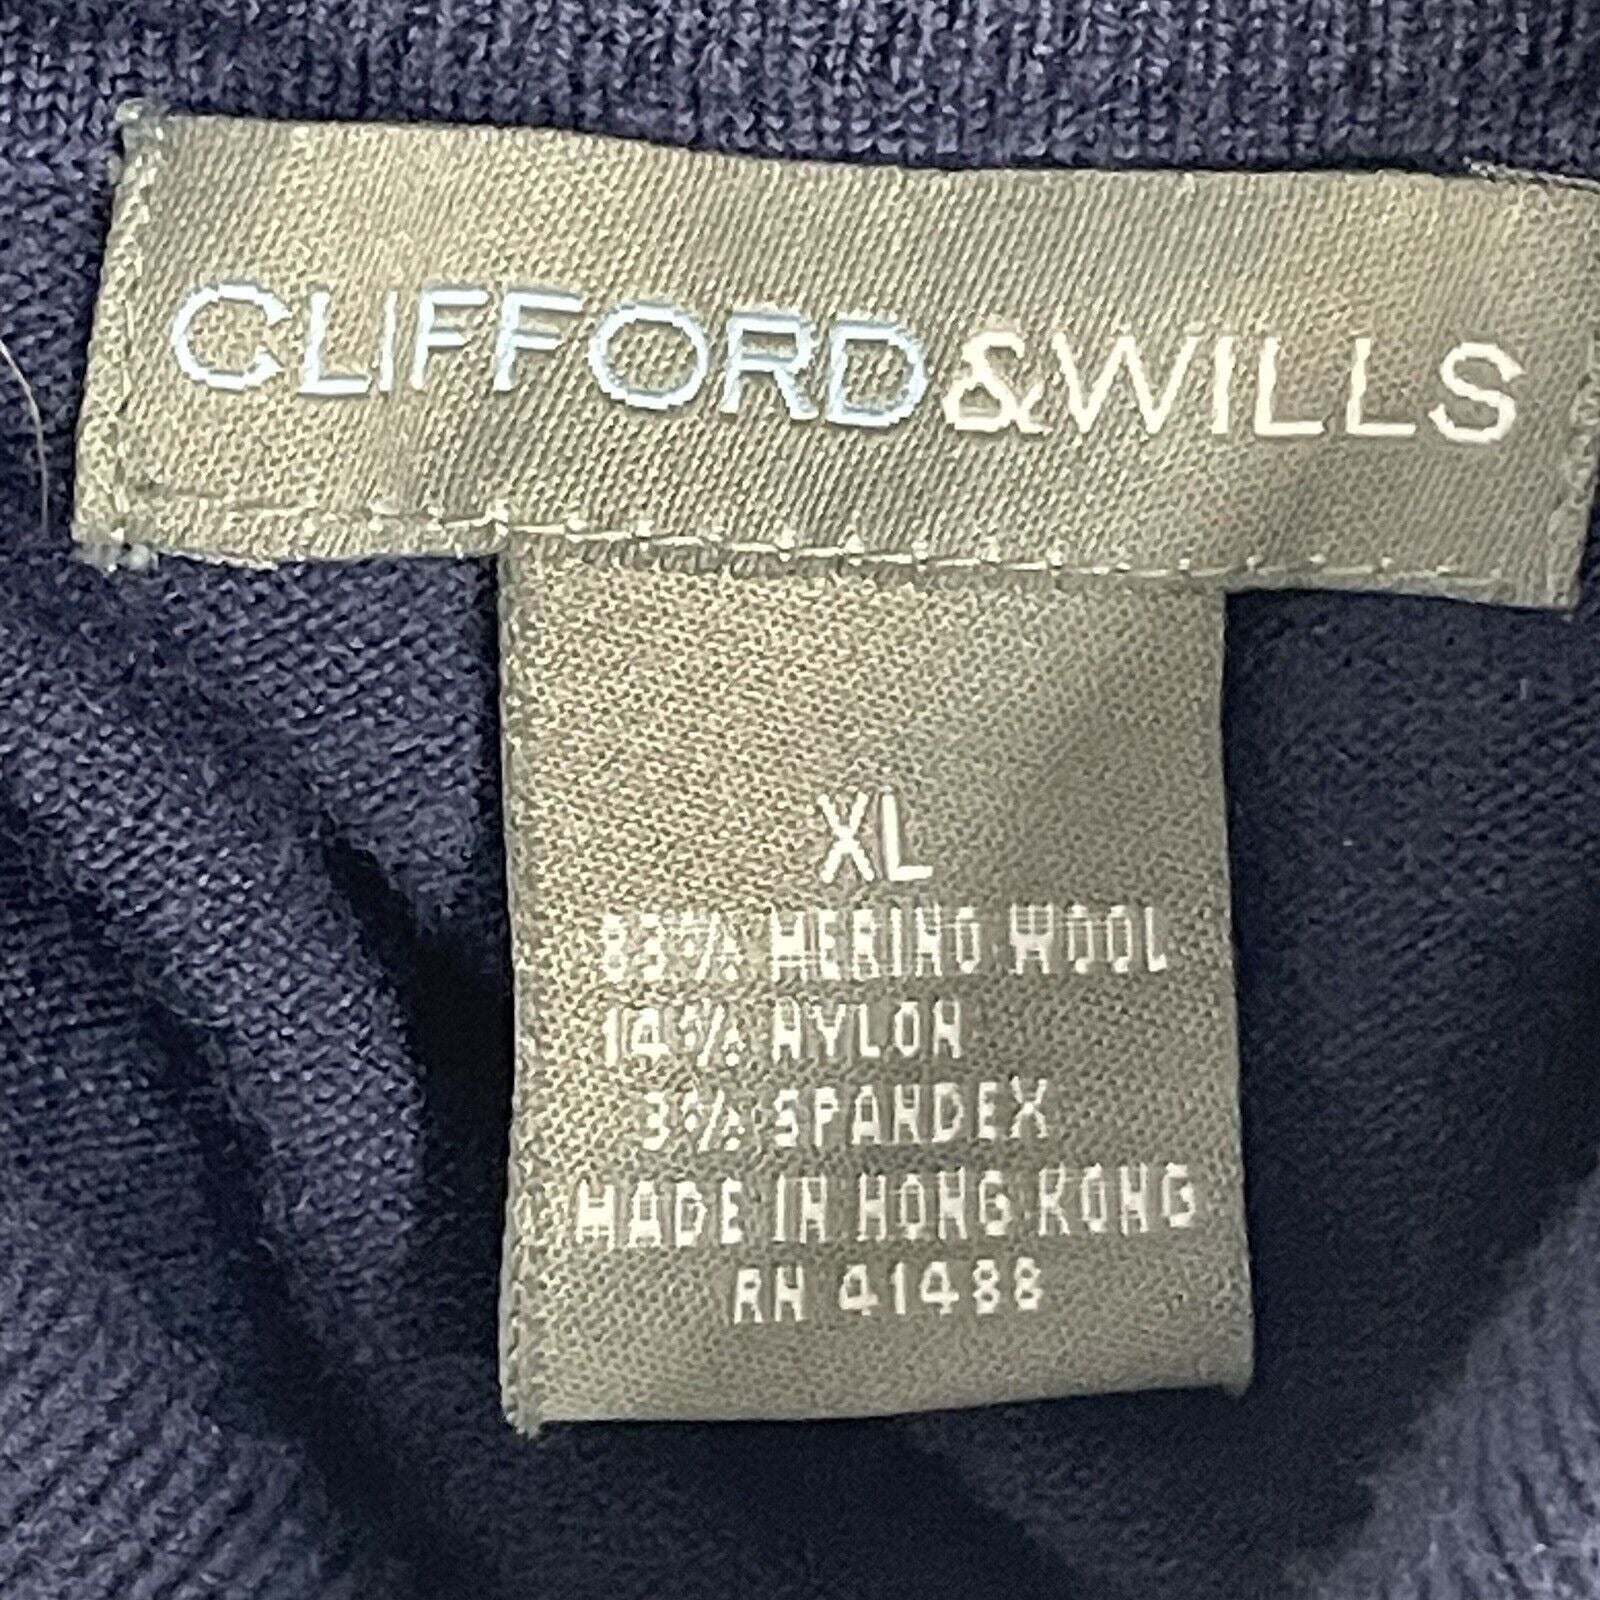 CLIFFORD&WILLS
XL
83% MERINO WOOL
14% NYLON
3% SPANDEX
MADE IN HONG KONG
RN 41488